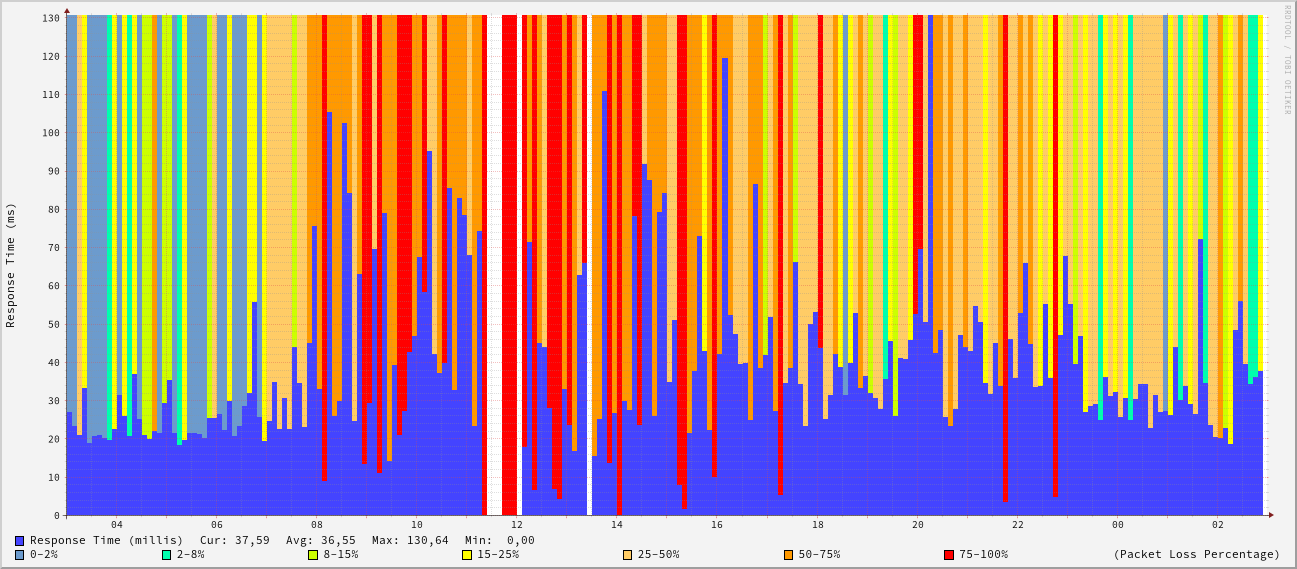 130
120
110
100
90
80
70
60
50
40
30
20
10
0
Response Time (ms)
04 06 08 10 12 14 16 18 20 22 00 02
RRDTOOL / TOBI OETIKER
Response Time (millis) Cur: 37,59 Avg: 36,55 Max: 130,64 Min: 0,00
0-2% 2-8% 8-15% 15-25% 25-50% 50-75% 75-100% (Packet Loss Percentage)